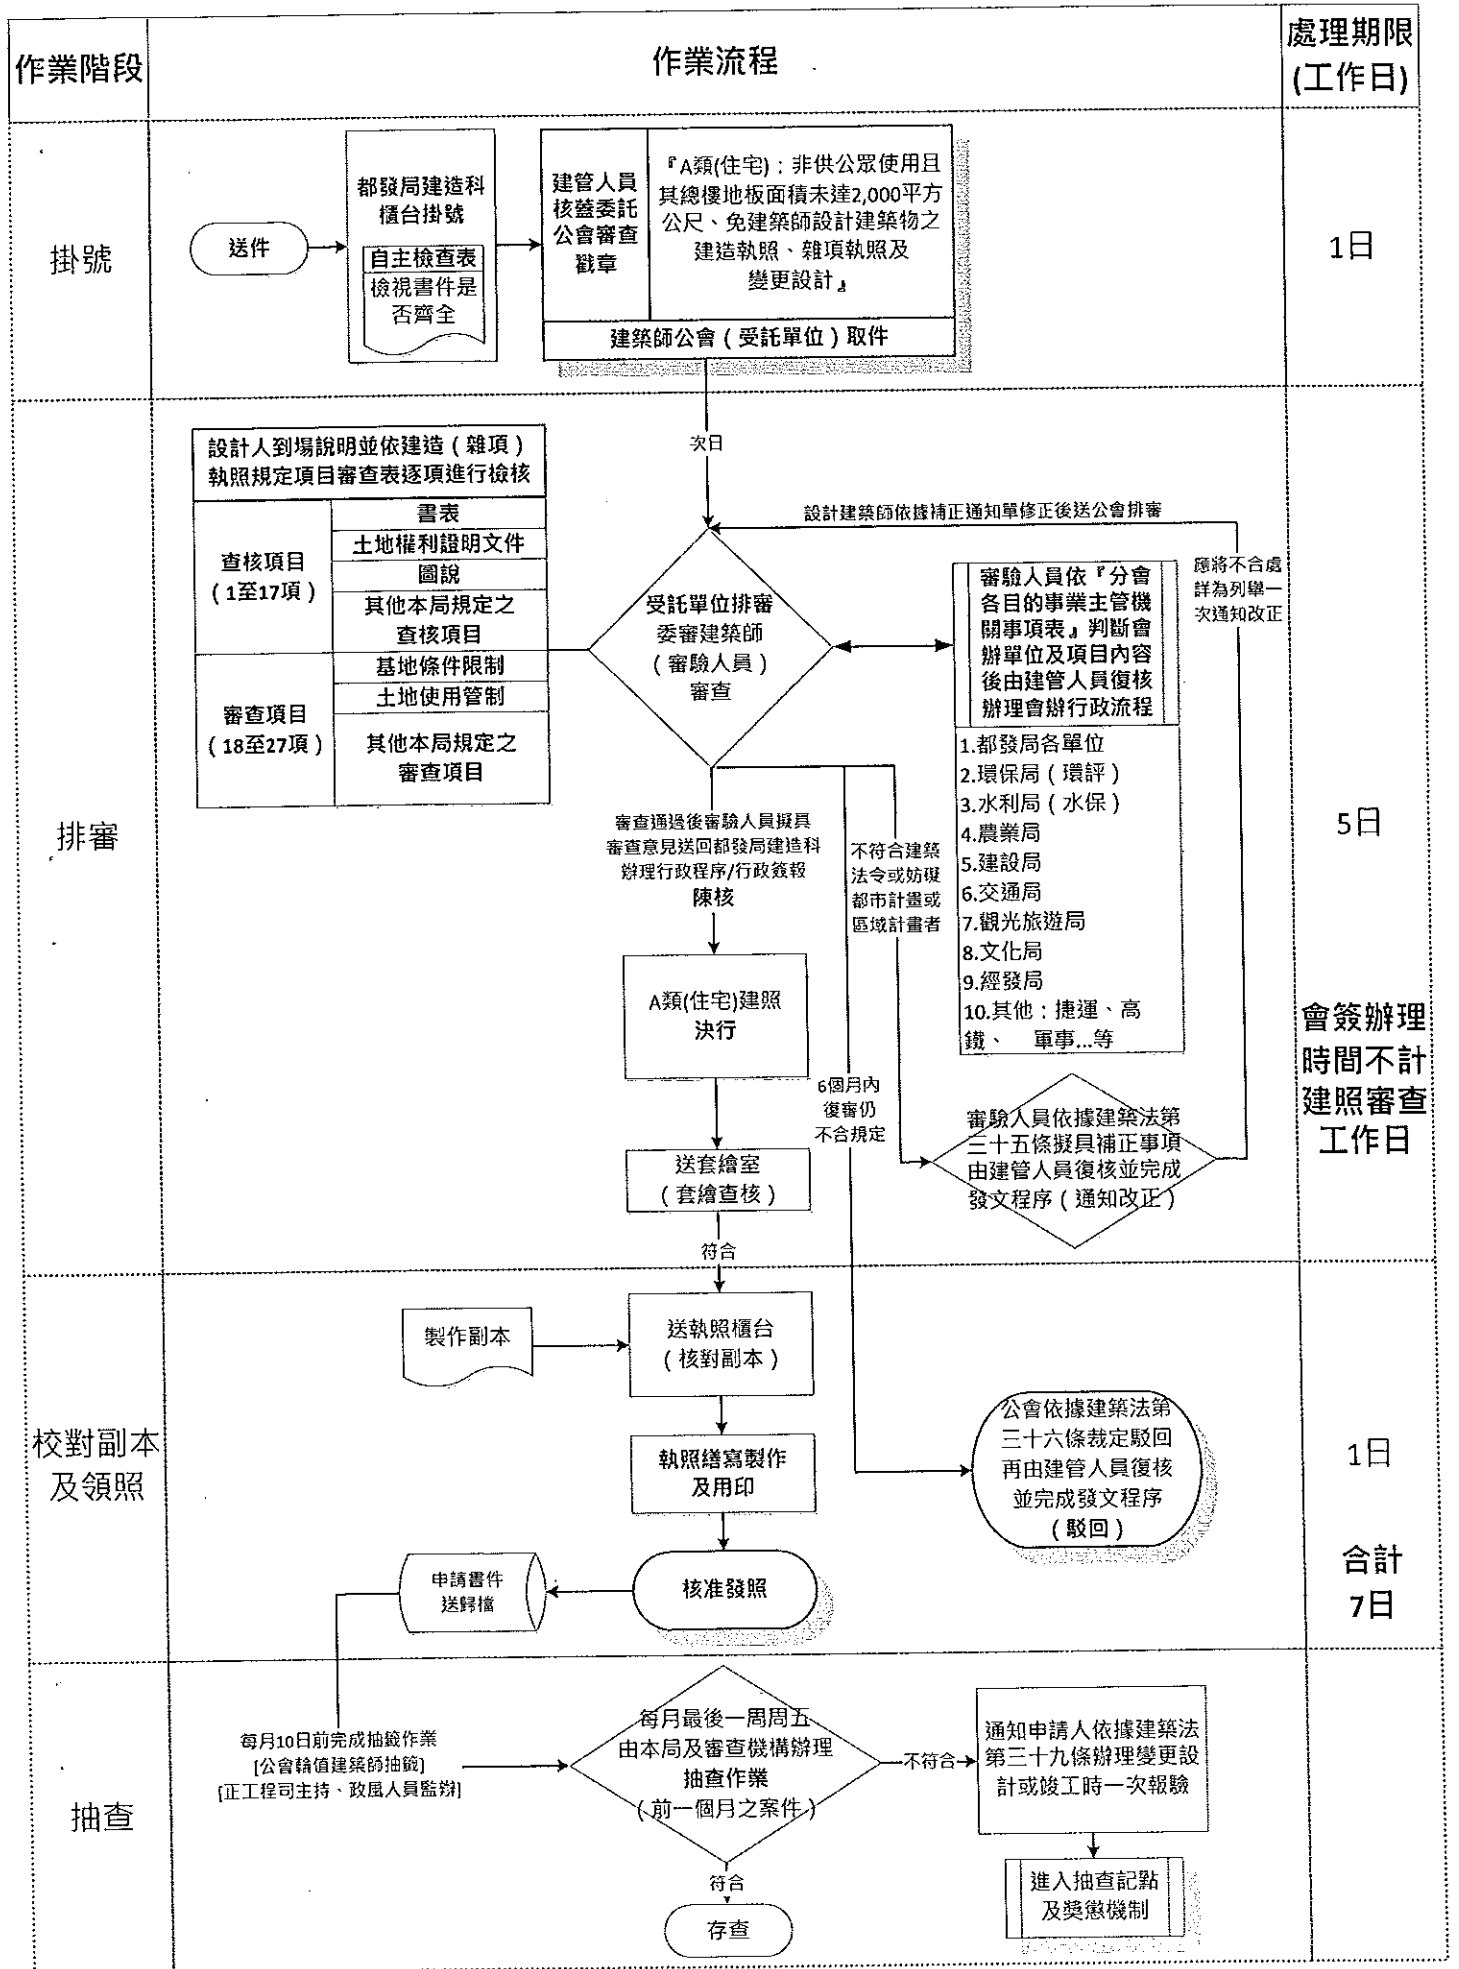 作業階段
作業流程
處理期限
(工作日)
掛號
送件
都發局建造科
櫃台掛號
自主檢查表
檢視書件是
否齊全
建管人員
核蓋委託
公會審查
戳章
『A類(住宅)：非供公眾使用且
其總樓地板面積未達2,000平方
公尺、免建築師設計建築物之
建造執照、雜項執照及
變更設計』
建築師公會（受託單位）取件
1日
次日
排審
設計人到場說明並依建造（雜項）
執照規定項目審查表逐項進行檢核
查核項目
（1至17項）
書表
土地權利證明文件
圖說
其他本局規定之
查核項目
審查項目
（18至27項）
基地條件限制
土地使用管制
其他本局規定之
審查項目
受託單位排審
委審建築師
（審驗人員）
審查
設計建築師依據補正通知單修正後送公會排審
應將不合處
詳為列舉一
次通知改正
審驗人員依『分會
各目的事業主管機
關事項表』判斷會
辦單位及項目內容
後由建管人員復核
辦理會辦行政流程
1.都發局各單位
2.環保局（環評）
3.水利局（水保）
4.農業局
5.建設局
6.交通局
7.觀光旅遊局
8.文化局
9.經發局
10.其他：捷運、高
鐵、 軍事...等
審查通過後審驗人員擬具
審查意見送回都發局建造科
辦理行政程序/行政簽報
陳核
不符合建築
法令或妨礙
都市計畫或
區域計畫者
A類(住宅)建照
決行
6個月內
復審仍
不合規定
審驗人員依據建築法第
三十五條擬具補正事項
由建管人員復核並完成
發文程序（通知改正）
送套繪室
（套繪查核）
符合
5日
會簽辦理
時間不計
建照審查
工作日
校對副本
及領照
製作副本
送執照櫃台
（核對副本）
執照繕寫製作
及用印
核准發照
申請書件
送歸檔
公會依據建築法第
三十六條裁定駁回
再由建管人員復核
並完成發文程序
（駁回）
1日
合計
7日
抽查
每月10日前完成抽籤作業
[公會輪值建築師抽籤]
[正工程司主持、政風人員監辦]
每月最後一周周五
由本局及審查機構辦理
抽查作業
（前一個月之案件）
不符合
通知申請人依據建築法
第三十九條辦理變更設
計或竣工時一次報驗
進入抽查記點
及獎懲機制
符合
存查